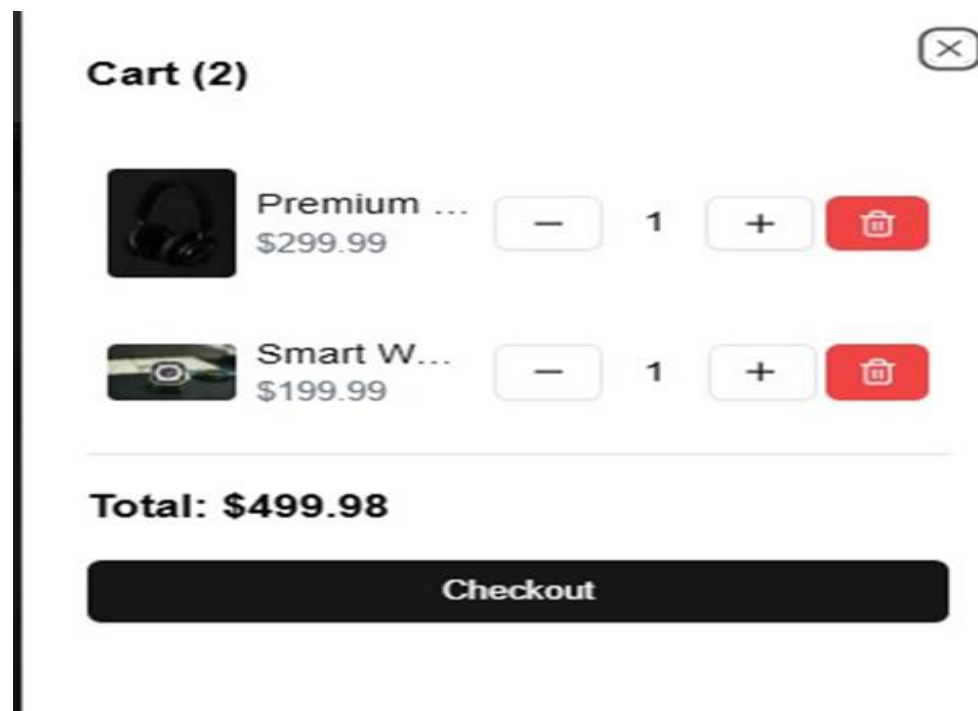 Cart (2)
Premium ...
$299.99
− 1 +
Smart W...
$199.99
− 1 +
Total: $499.98
Checkout